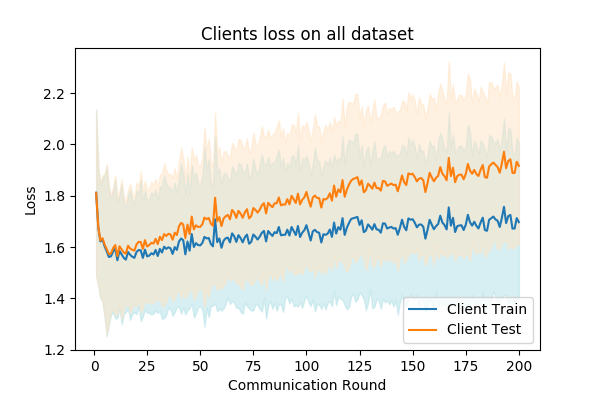 Clients loss on all dataset
Loss
2.2
2.0
1.8
1.6
1.4
1.2
Client Train
Client Test
0 25 50 75 100 125 150 175 200
Communication Round